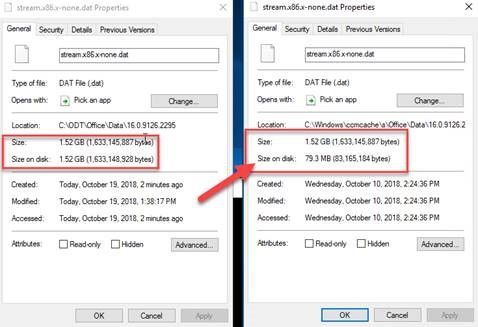 stream.x86.x-none.dat Properties
General Security Details Previous Versions
stream.x86.x-none.dat
Type of file: DAT File (.dat)
Opens with: Pick an app Change...
Location: C:\ODT\Office\Data\16.0.9126.2295
Size: 1.52 GB (1,633,145,887 bytes)
Size on disk: 1.52 GB (1,633,148,928 bytes)
Created: Today, October 19, 2018, 2 minutes ago
Modified: Today, October 19, 2018, 1:38:17 PM
Accessed: Today, October 19, 2018, 2 minutes ago
Attributes: Read-only Hidden Advanced...
OK Cancel Apply
stream.x86.x-none.dat Properties
General Security Details Previous Versions
stream.x86.x-none.dat
Type of file: DAT File (.dat)
Opens with: Pick an app Change...
Location: C:\Windows\ccmcache\a\Office\Data\16.0.9126.2
Size: 1.52 GB (1,633,145,887 bytes)
Size on disk: 79.3 MB (83,165,184 bytes)
Created: Wednesday, October 10, 2018, 2:24:36 PM
Modified: Wednesday, October 10, 2018, 2:24:36 PM
Accessed: Wednesday, October 10, 2018, 2:24:36 PM
Attributes: Read-only Hidden Advanced...
OK Cancel Apply